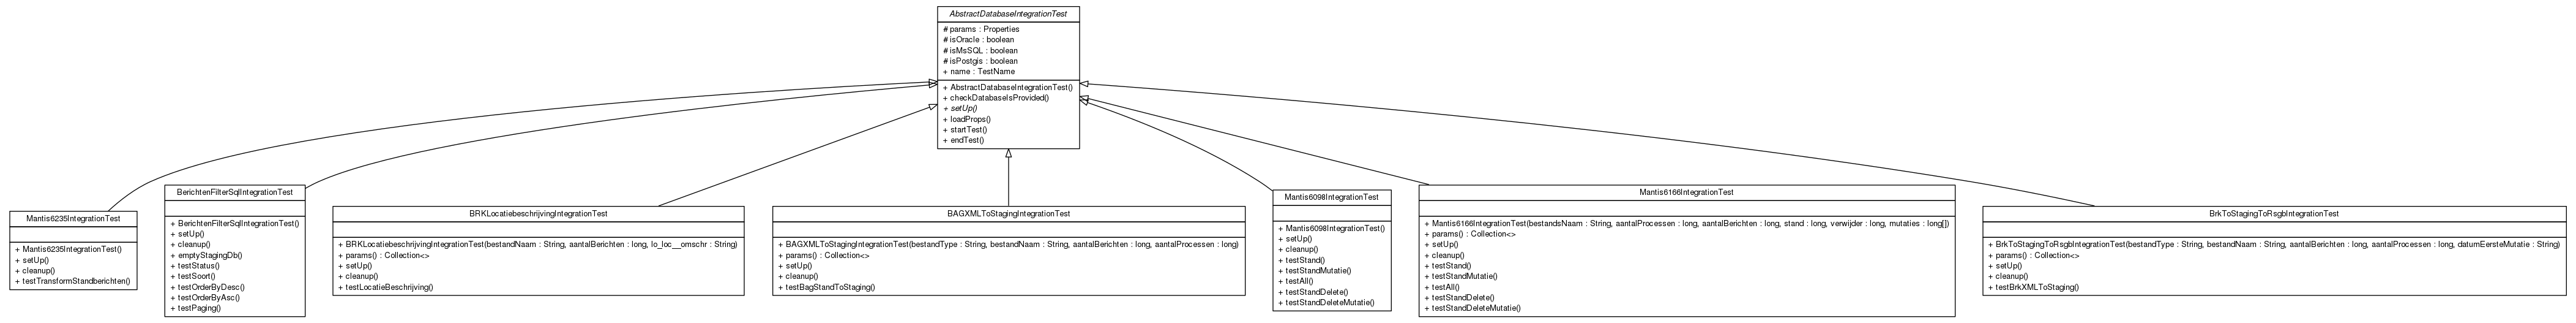 AbstractDatabaseIntegrationTest
# params : Properties
# isOracle : boolean
# isMsSQL : boolean
# isPostgis : boolean
+ name : TestName
+ AbstractDatabaseIntegrationTest()
+ checkDatabaseIsProvided()
+ setUp()
+ loadProps()
+ startTest()
+ endTest()
Mantis6235IntegrationTest
+ Mantis6235IntegrationTest()
+ setUp()
+ cleanup()
+ testTransformStandberichten()
BerichtenFilterSqlIntegrationTest
+ BerichtenFilterSqlIntegrationTest()
+ setUp()
+ cleanup()
+ emptyStagingDb()
+ testStatus()
+ testSoort()
+ testOrderByDesc()
+ testOrderByAsc()
+ testPaging()
BRKLocatiebeschrijvingIntegrationTest
+ BRKLocatiebeschrijvingIntegrationTest(bestandNaam : String, aantalBerichten : long, lo_loc__omschr : String)
+ params() : Collection<>
+ setUp()
+ cleanup()
+ testLocatieBeschrijving()
BAGXMLToStagingIntegrationTest
+ BAGXMLToStagingIntegrationTest(bestandType : String, bestandNaam : String, aantalBerichten : long, aantalProcessen : long)
+ params() : Collection<>
+ setUp()
+ cleanup()
+ testBagStandToStaging()
Mantis6098IntegrationTest
+ Mantis6098IntegrationTest()
+ setUp()
+ cleanup()
+ testStand()
+ testStandMutatie()
+ testAll()
+ testStandDelete()
+ testStandDeleteMutatie()
Mantis6166IntegrationTest
+ Mantis6166IntegrationTest(bestandsNaam : String, aantalProcessen : long, aantalBerichten : long, stand : long, verwijder : long, mutaties : long[])
+ params() : Collection<>
+ setUp()
+ cleanup()
+ testStand()
+ testStandMutatie()
+ testAll()
+ testStandDelete()
+ testStandDeleteMutatie()
BrkToStagingToRsgbIntegrationTest
+ BrkToStagingToRsgbIntegrationTest(bestandType : String, bestandNaam : String, aantalBerichten : long, aantalProcessen : long, datumEersteMutatie : String)
+ params() : Collection<>
+ setUp()
+ cleanup()
+ testBrkXMLToStaging()